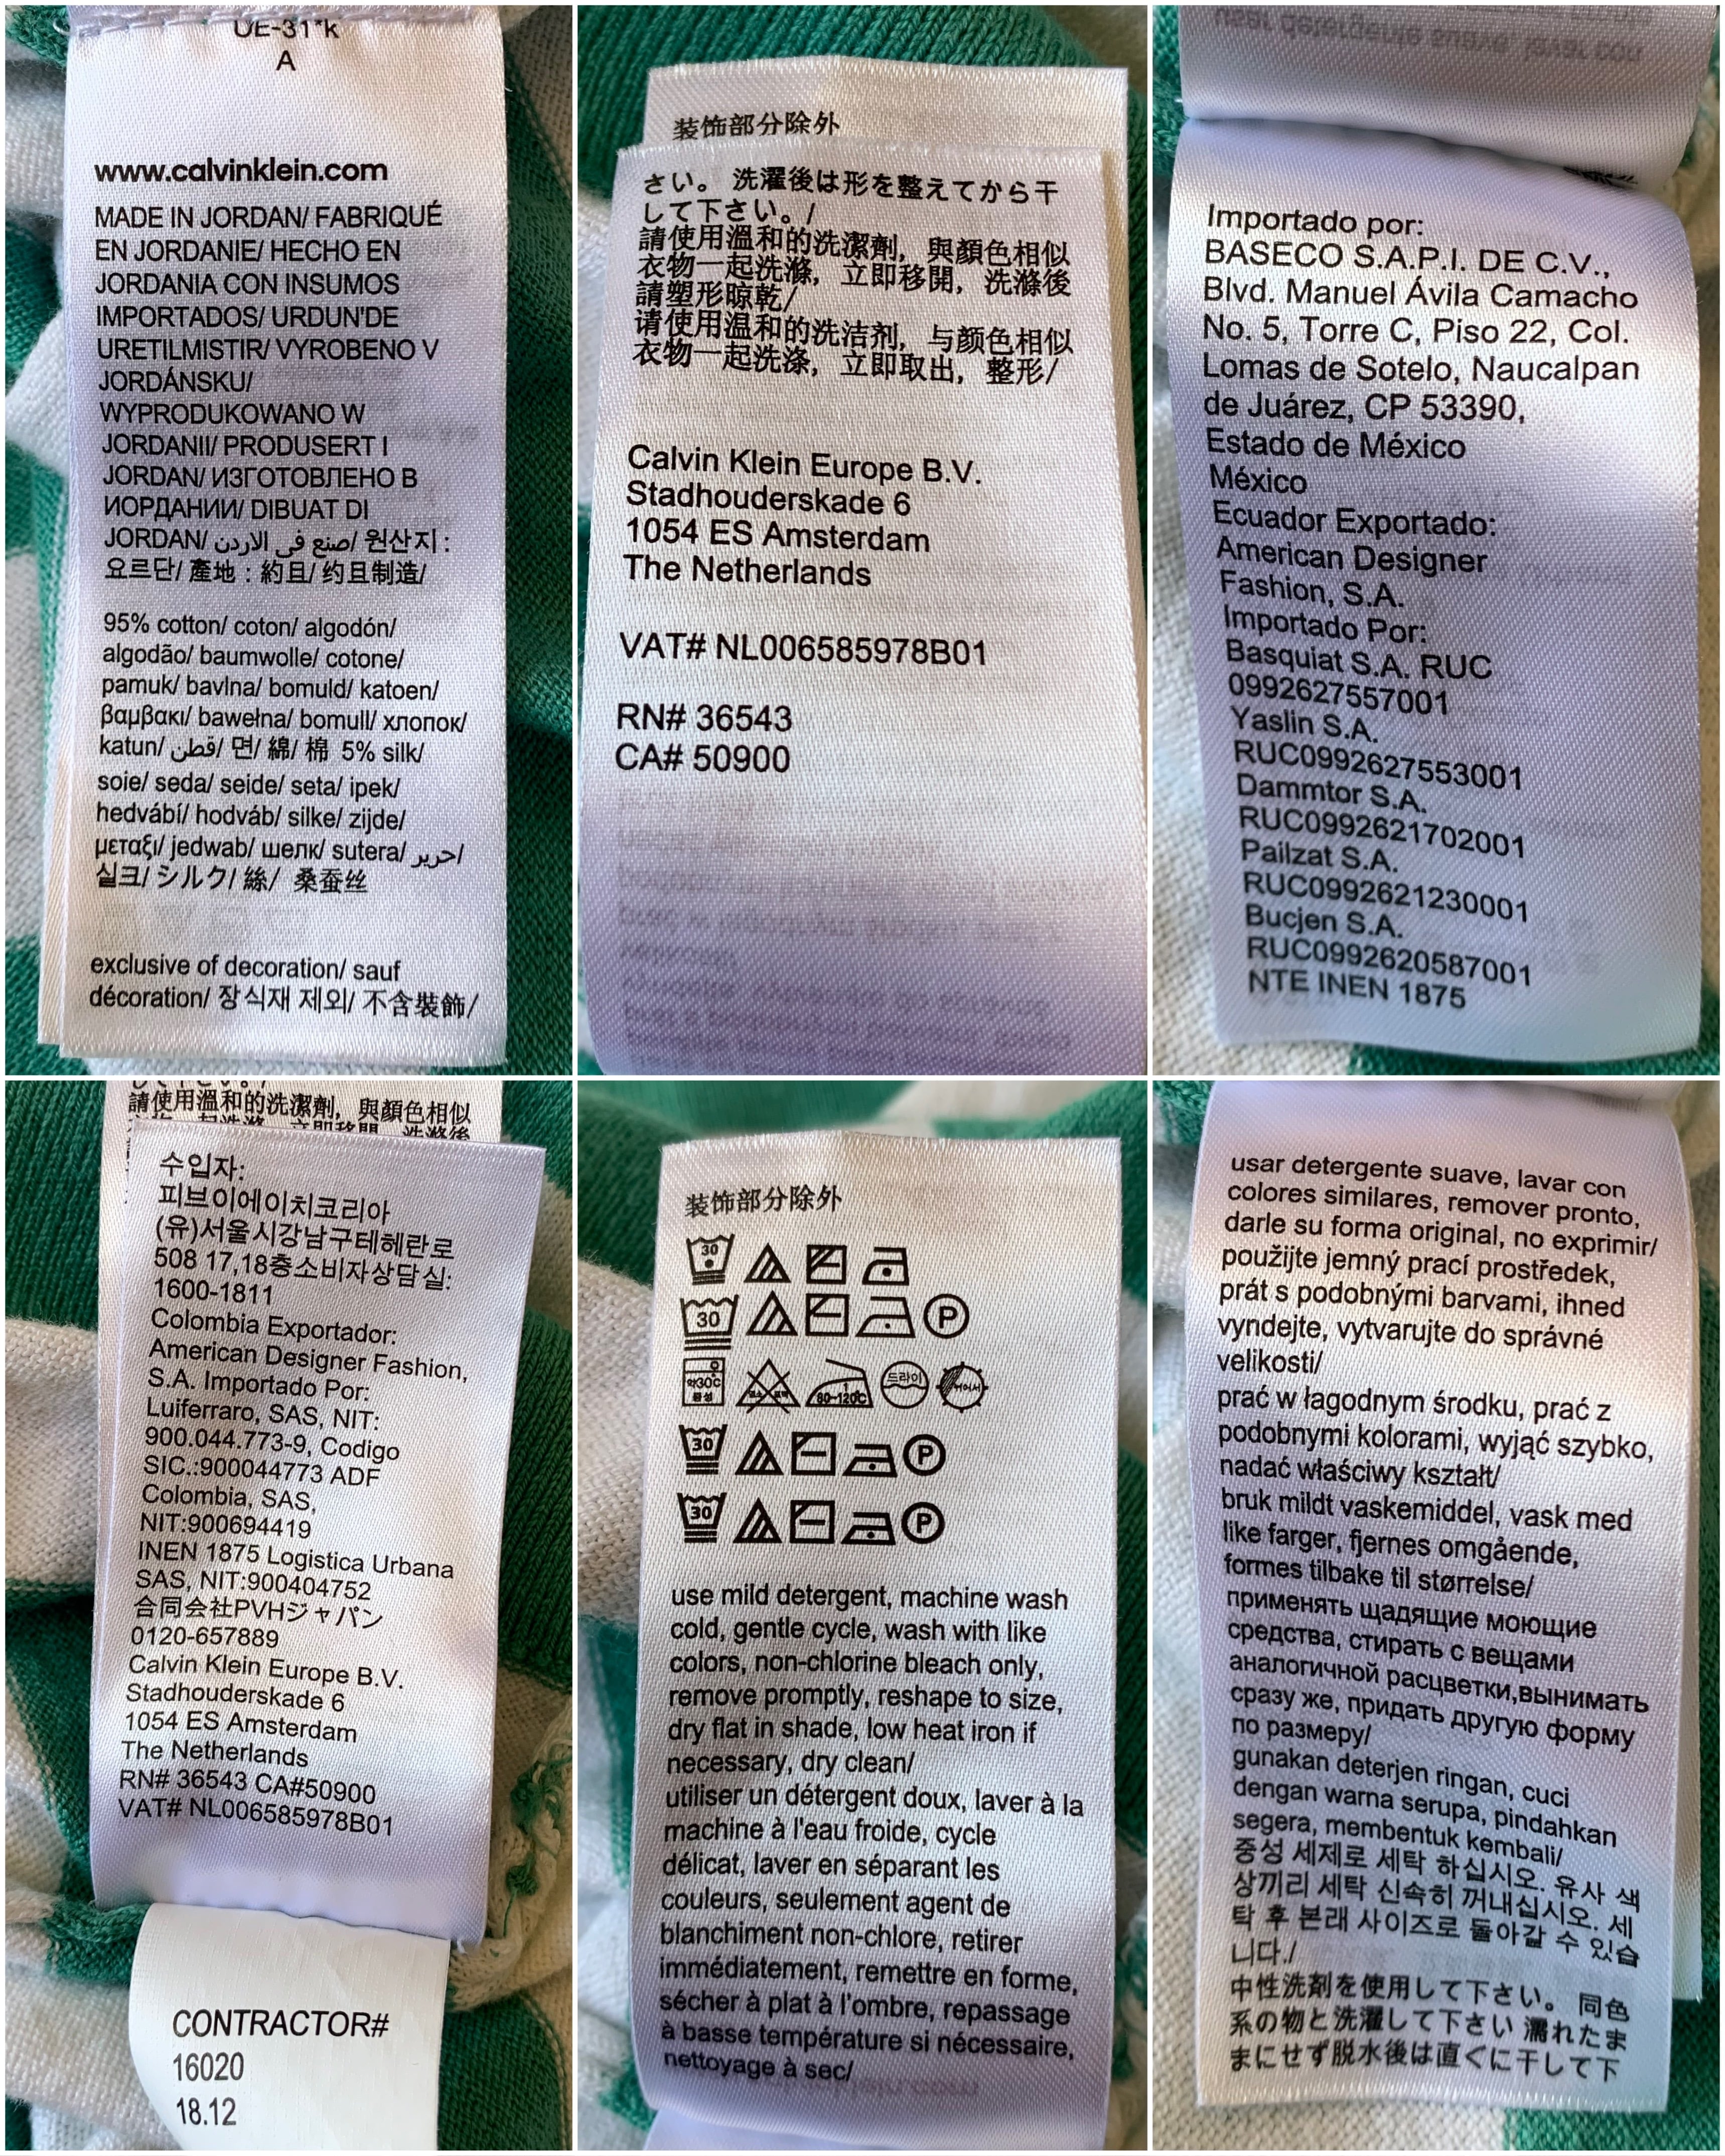 UE-31*k
A
www.calvinklein.com
MADE IN JORDAN/ FABRIQUÉ
EN JORDANIE/ HECHO EN
JORDANIA CON INSUMOS
IMPORTADOS/ URDUN'DE
URETILMISTIR/ VYROBENO V
JORDÁNSKU/
WYPRODUKOWANO W
JORDANII/ PRODUSERT I
JORDAN/ ИЗГОТОВЛЕНО В
ИОРДАНИИ/ DIBUAT DI
JORDAN/ صنع فى الاردن/ 원산지 :
요르단/ 產地 : 約旦/ 约旦制造/
95% cotton/ coton/ algodón/
algodão/ baumwolle/ cotone/
pamuk/ bavlna/ bomuld/ katoen/
βαμβακι/ bawełna/ bomull/ хлопок/
katun/ قطن/ 면/ 綿/ 棉 5% silk/
soie/ seda/ seide/ seta/ ipek/
hedvábí/ hodváb/ silke/ zijde/
μεταξι/ jedwab/ шелк/ sutera/ حرير/
실크/ シルク/ 絲/ 桑蚕丝
exclusive of decoration/ sauf
décoration/ 장식재 제외/ 不含裝飾/
装饰部分除外
さい。 洗濯後は形を整えてから干
して下さい。/
請使用溫和的洗潔劑，與顏色相似
衣物一起洗滌，立即移開，洗滌後
請塑形晾乾/
请使用温和的洗洁剂，与颜色相似
衣物一起洗涤，立即取出，整形/
Calvin Klein Europe B.V.
Stadhouderskade 6
1054 ES Amsterdam
The Netherlands
VAT# NL006585978B01
RN# 36543
CA# 50900
usar detergente suave, lavar con
Importado por:
BASECO S.A.P.I. DE C.V.,
Blvd. Manuel Ávila Camacho
No. 5, Torre C, Piso 22, Col.
Lomas de Sotelo, Naucalpan
de Juárez, CP 53390,
Estado de México
México
Ecuador Exportado:
American Designer
Fashion, S.A.
Importado Por:
Basquiat S.A. RUC
0992627557001
Yaslin S.A.
RUC0992627553001
Dammtor S.A.
RUC0992621702001
Pailzat S.A.
RUC0992621230001
Bucjen S.A.
RUC0992620587001
NTE INEN 1875
請使用溫和的洗潔劑，與顏色相似
수입자:
피브이에이치코리아
(유)서울시강남구테헤란로
508 17,18층소비자상담실:
1600-1811
Colombia Exportador:
American Designer Fashion,
S.A. Importado Por:
Luiferraro, SAS, NIT:
900.044.773-9, Codigo
SIC.:900044773 ADF
Colombia, SAS,
NIT:900694419
INEN 1875 Logistica Urbana
SAS, NIT:900404752
合同会社PVHジャパン
0120-657889
Calvin Klein Europe B.V.
Stadhouderskade 6
1054 ES Amsterdam
The Netherlands
RN# 36543 CA#50900
VAT# NL006585978B01
CONTRACTOR#
16020
18.12
装饰部分除外
30
30 P
약30℃ 중성 80~120℃ 드라이
30 P
30 P
use mild detergent, machine wash
cold, gentle cycle, wash with like
colors, non-chlorine bleach only,
remove promptly, reshape to size,
dry flat in shade, low heat iron if
necessary, dry clean/
utiliser un détergent doux, laver à la
machine à l'eau froide, cycle
délicat, laver en séparant les
couleurs, seulement agent de
blanchiment non-chlore, retirer
immédiatement, remettre en forme,
sécher à plat à l'ombre, repassage
à basse température si nécessaire,
nettoyage à sec/
usar detergente suave, lavar con
colores similares, remover pronto,
darle su forma original, no exprimir/
použijte jemný prací prostředek,
prát s podobnými barvami, ihned
vyndejte, vytvarujte do správné
velikosti/
prać w łagodnym środku, prać z
podobnymi kolorami, wyjąć szybko,
nadać właściwy kształt/
bruk mildt vaskemiddel, vask med
like farger, fjernes omgående,
formes tilbake til størrelse/
применять щадящие моющие
средства, стирать с вещами
аналогичной расцветки,вынимать
сразу же, придать другую форму
по размеру/
gunakan deterjen ringan, cuci
dengan warna serupa, pindahkan
segera, membentuk kembali/
중성 세제로 세탁 하십시오. 유사 색
상끼리 세탁 신속히 꺼내십시오. 세
탁 후 본래 사이즈로 돌아갈 수 있습
니다./
中性洗剤を使用して下さい。 同色
系の物と洗濯して下さい 濡れたま
まにせず脱水後は直ぐに干して下